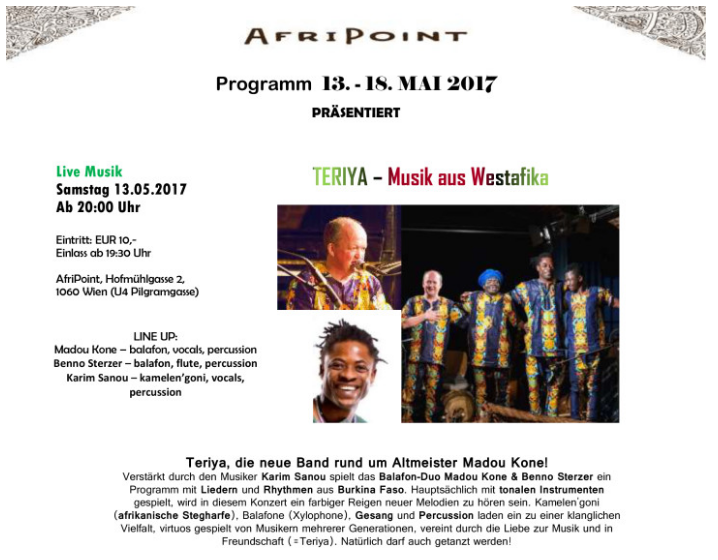 AFRIPOINT
Programm 13. - 18. MAI 2017
PRÄSENTIERT
Live Musik
Samstag 13.05.2017
Ab 20:00 Uhr
Eintritt: EUR 10,-
Einlass ab 19:30 Uhr
AfriPoint, Hofmühlgasse 2,
1060 Wien (U4 Pilgramgasse)
LINE UP:
Madou Kone – balafon, vocals, percussion
Benno Sterzer – balafon, flute, percussion
Karim Sanou – kamelen'goni, vocals,
percussion
TERIYA – Musik aus Westafika
Teriya, die neue Band rund um Altmeister Madou Kone!
Verstärkt durch den Musiker Karim Sanou spielt das Balafon-Duo Madou Kone & Benno Sterzer ein
Programm mit Liedern und Rhythmen aus Burkina Faso. Hauptsächlich mit tonalen Instrumenten
gespielt, wird in diesem Konzert ein farbiger Reigen neuer Melodien zu hören sein. Kamelen'goni
(afrikanische Stegharfe), Balafone (Xylophone), Gesang und Percussion laden ein zu einer klanglichen
Vielfalt, virtuos gespielt von Musikern mehrerer Generationen, vereint durch die Liebe zur Musik und in
Freundschaft (=Teriya). Natürlich darf auch getanzt werden!